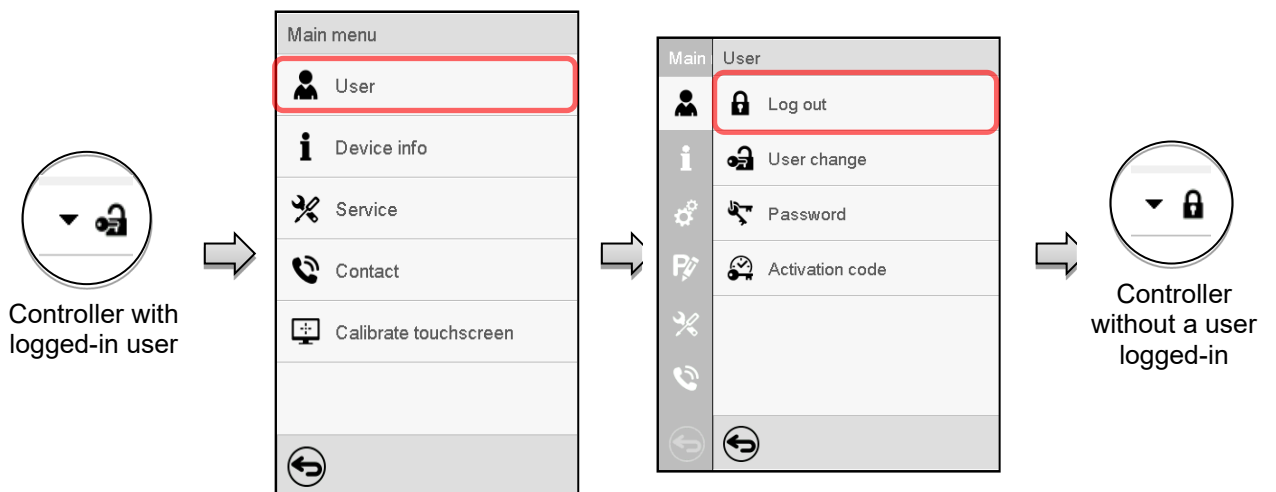 Controller with
logged-in user
Main menu
User
Device info
Service
Contact
Calibrate touchscreen
Main
User
Log out
User change
Password
Activation code
Controller
without a user
logged-in